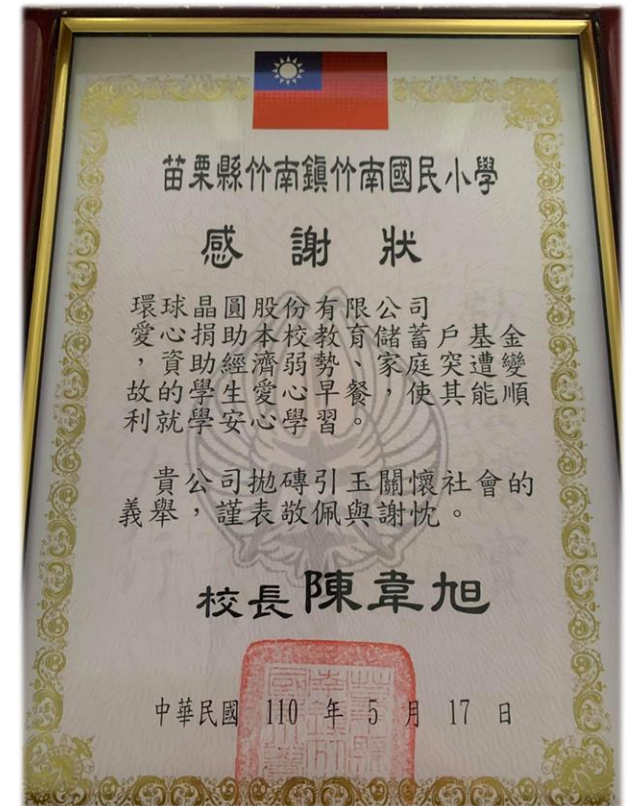 苗栗縣竹南鎮竹南國民小學
感謝狀
環球晶圓股份有限公司
愛心捐助本校教育儲蓄戶基金
，資助經濟弱勢、家庭突遭變
故的學生愛心早餐，使其能順
利就學安心學習。
貴公司拋磚引玉關懷社會的
義舉，謹表敬佩與謝忱。
校長陳韋旭
中華民國 110 年 5 月 17 日